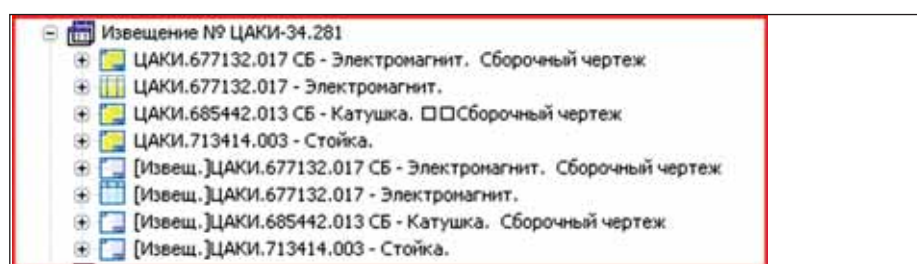 Извещение № ЦАКИ-34.281
ЦАКИ.677132.017 СБ - Электромагнит. Сборочный чертеж
ЦАКИ.677132.017 - Электромагнит.
ЦАКИ.685442.013 СБ - Катушка. □□Сборочный чертеж
ЦАКИ.713414.003 - Стойка.
[Извещ.]ЦАКИ.677132.017 СБ - Электромагнит. Сборочный чертеж
[Извещ.]ЦАКИ.677132.017 - Электромагнит.
[Извещ.]ЦАКИ.685442.013 СБ - Катушка. Сборочный чертеж
[Извещ.]ЦАКИ.713414.003 - Стойка.